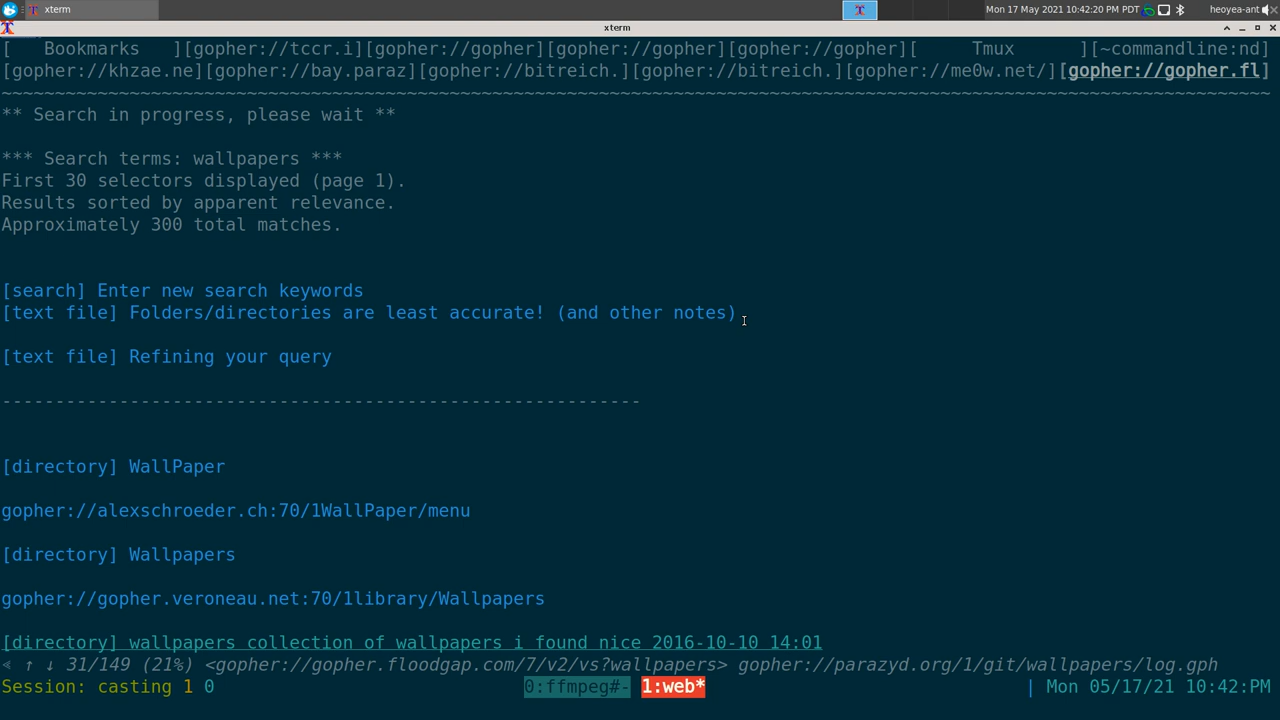 xterm
Mon 17 May 2021 10:42:20 PM PDT
heoyea-ant
xterm
[   Bookmarks   ][gopher://tccr.i][gopher://gopher][gopher://gopher][gopher://gopher][     Tmux      ][~commandline:nd]
[gopher://khzae.ne][gopher://bay.paraz][gopher://bitreich.][gopher://bitreich.][gopher://me0w.net/][gopher://gopher.fl]
~~~~~~~~~~~~~~~~~~~~~~~~~~~~~~~~~~~~~~~~~~~~~~~~~~~~~~~~~~~~~~~~~~~~~~~~~~~~~~~~~~~~~~~~~~~~~~~~~~~~~~~~~~~~~~~~~~~~~~~
** Search in progress, please wait **
*** Search terms: wallpapers ***
First 30 selectors displayed (page 1).
Results sorted by apparent relevance.
Approximately 300 total matches.
[search] Enter new search keywords
[text file] Folders/directories are least accurate! (and other notes)
[text file] Refining your query
------------------------------------------------------------
[directory] WallPaper
gopher://alexschroeder.ch:70/1WallPaper/menu
[directory] Wallpapers
gopher://gopher.veroneau.net:70/1library/Wallpapers
[directory] wallpapers collection of wallpapers i found nice 2016-10-10 14:01
↑ ↓ 31/149 (21%) <gopher://gopher.floodgap.com/7/v2/vs?wallpapers> gopher://parazyd.org/1/git/wallpapers/log.gph
Session: casting 1 0 0:ffmpeg#- 1:web* | Mon 05/17/21 10:42:PM